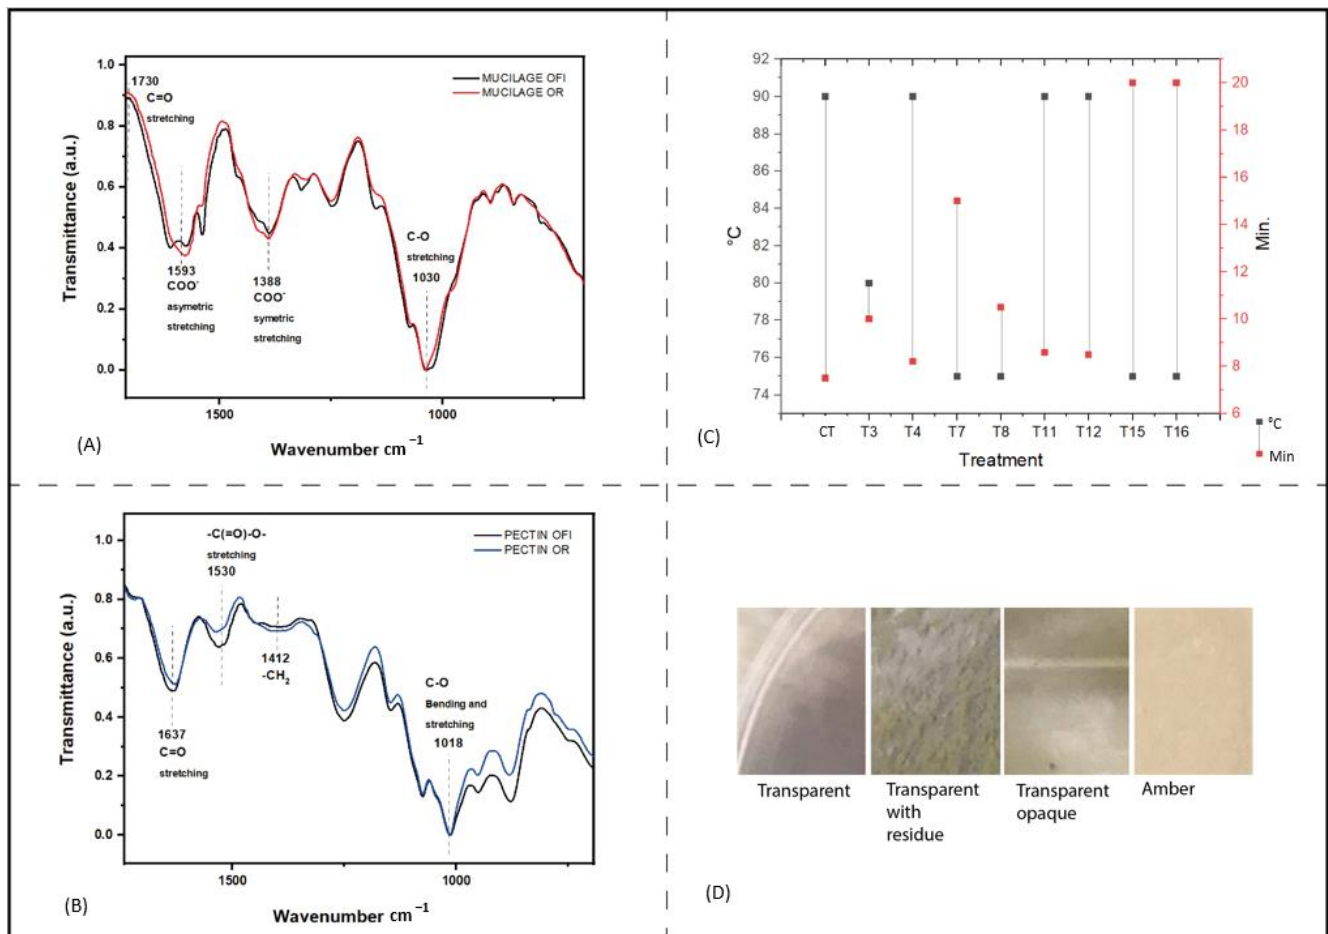 1.0
0.8
0.6
0.4
0.2
0.0
Transmittance (a.u.)
1730
C=O
stretching
MUCILAGE OFI
MUCILAGE OR
1593
COO-
asymetric
stretching
1388
COO-
symetric
stretching
C-O
stretching
1030
1500
1000
Wavenumber cm−1
(A)
92
90
88
86
84
82
80
78
76
74
°C
20
18
16
14
12
10
8
6
Min.
CT
T3
T4
T7
T8
T11
T12
T15
T16
Treatment
°C
Min
(C)
1.0
0.8
0.6
0.4
0.2
0.0
Transmittance (a.u.)
-C(=O)-O-
stretching
1530
PECTIN OFI
PECTIN OR
1637
C=O
stretching
1412
-CH2
C-O
Bending and
stretching
1018
1500
1000
Wavenumber cm−1
(B)
Transparent
Transparent
with
residue
Transparent
opaque
Amber
(D)